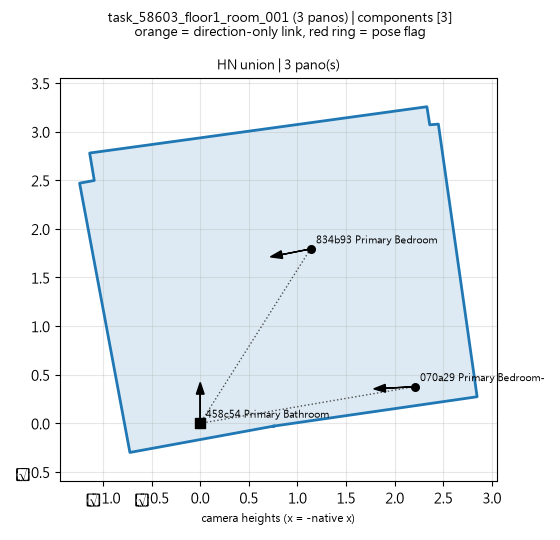 task_58603_floor1_room_001 (3 panos) | components [3]
orange = direction-only link, red ring = pose flag
HN union | 3 pano(s)
3.5
3.0
2.5
2.0
1.5
1.0
0.5
0.0
0.5
834b93 Primary Bedroom
070a29 Primary Bedroom-
458c54 Primary Bathroom
1.0 0.5 0.0 0.5 1.0 1.5 2.0 2.5 3.0
camera heights (x = -native x)